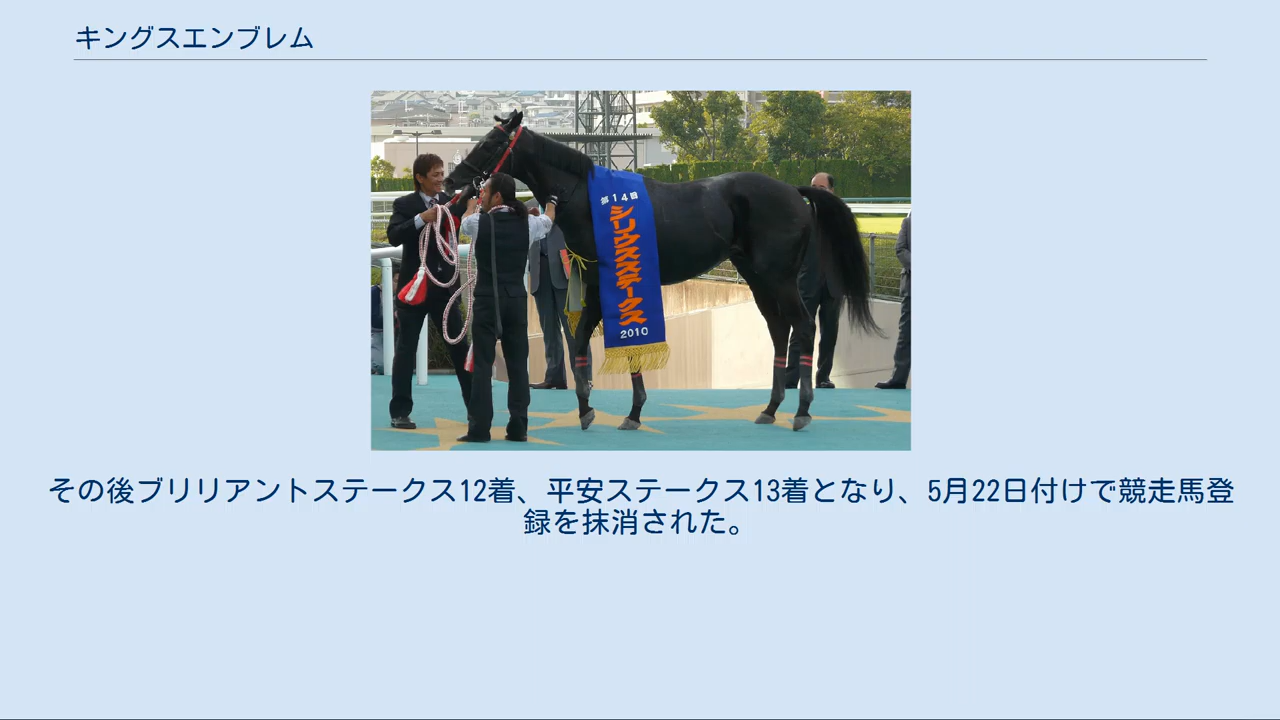 キングスエンブレム
第14回
シリウスステークス
2010
その後ブリリアントステークス12着、平安ステークス13着となり、5月22日付けで競走馬登
録を抹消された。